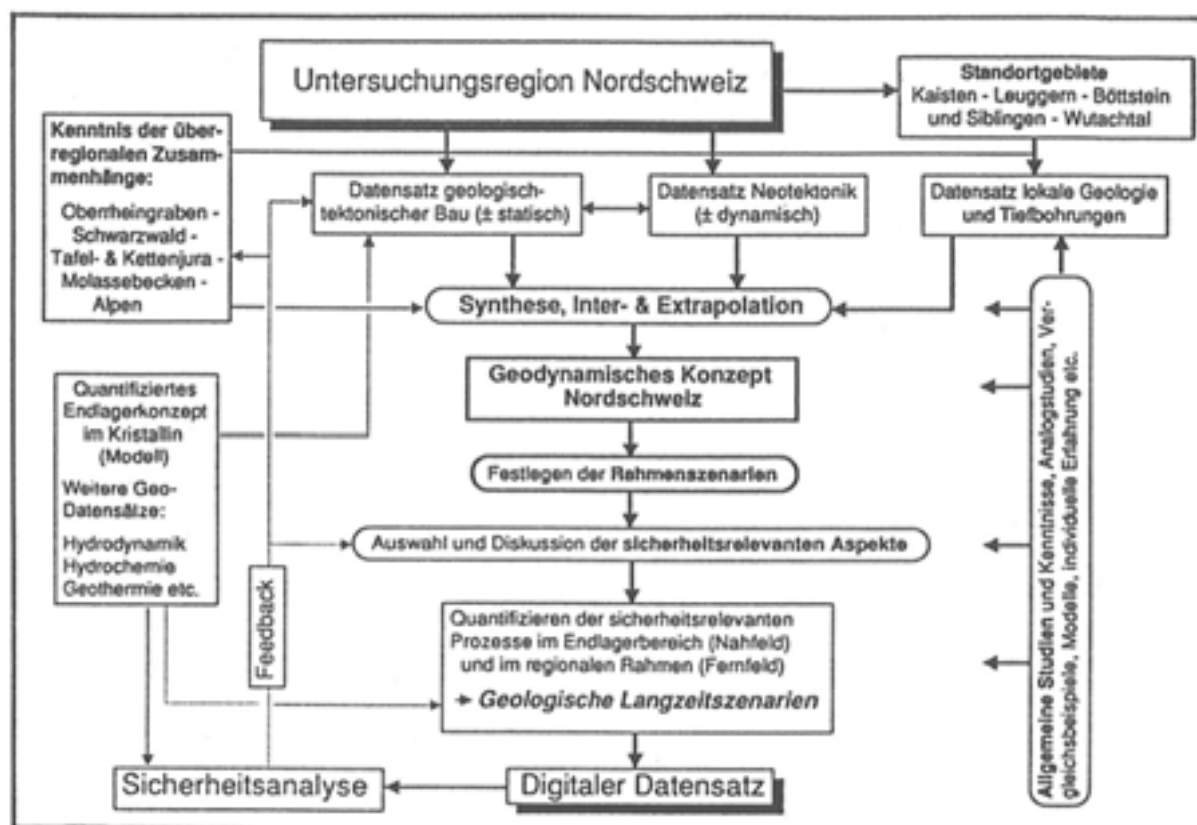 Untersuchungsregion Nordschweiz
Standortgebiete
Kaisten - Leuggern - Böttstein
und Siblingen - Wutachtal
Kenntnis der über-
regionalen Zusam-
menhänge:
Oberrheingraben -
Schwarzwald -
Tafel- & Kettenjura -
Molassebecken -
Alpen
Datensatz geologisch-
tektonischer Bau (± statisch)
Datensatz Neotektonik
(± dynamisch)
Datensatz lokale Geologie
und Tiefbohrungen
Synthese, Inter- & Extrapolation
Geodynamisches Konzept
Nordschweiz
Quantifiziertes
Endlagerkonzept
im Kristallin
(Modell)
Weitere Geo-
Datensätze:
Hydrodynamik
Hydrochemie
Geothermie etc.
Festlegen der Rahmenszenarien
Auswahl und Diskussion der sicherheitsrelevanten Aspekte
Feedback
Quantifizieren der sicherheitsrelevanten
Prozesse im Endlagerbereich (Nahfeld)
und im regionalen Rahmen (Fernfeld)
Geologische Langzeitszenarien
Allgemeine Studien und Kenntnisse, Analogstudien, Ver-
gleichsbeispiele, Modelle, individuelle Erfahrung etc.
Sicherheitsanalyse
Digitaler Datensatz